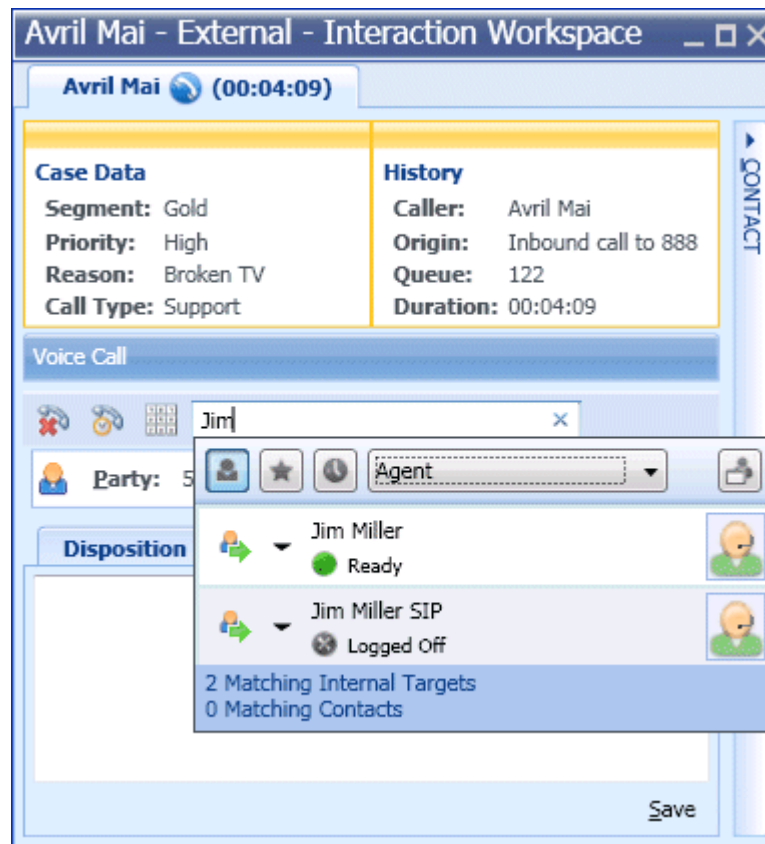 Avril Mai - External - Interaction Workspace
Avril Mai (00:04:09)
Case Data
Segment: Gold
Priority: High
Reason: Broken TV
Call Type: Support
History
Caller: Avril Mai
Origin: Inbound call to 888
Queue: 122
Duration: 00:04:09
CONTACT
Voice Call
Jim
Party: 5
Agent
Jim Miller
Ready
Jim Miller SIP
Logged Off
2 Matching Internal Targets
0 Matching Contacts
Disposition
Save